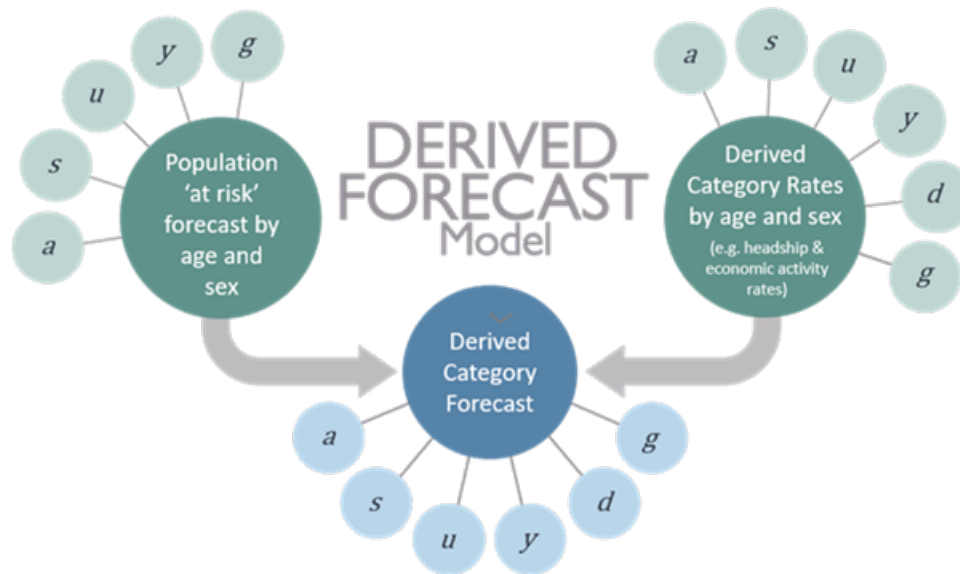 g
y
u
s
a
Population
‘at risk’
forecast by
age and
sex
DERIVED
FORECAST
Model
a
s
u
y
d
g
Derived
Category Rates
by age and sex
(e.g. headship &
economic activity
rates)
Derived
Category
Forecast
a
s
u
y
d
g